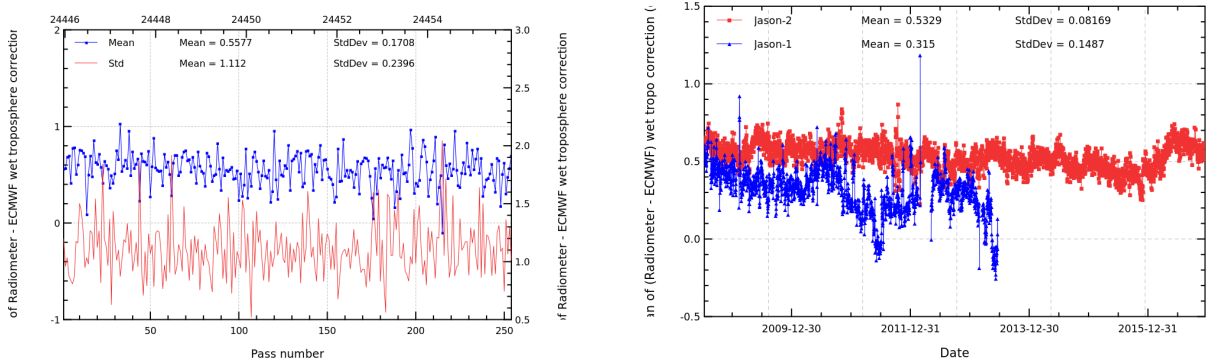 24446 24448 24450 24452 24454
of Radiometer - ECMWF wet troposphere correction
2
1
0
-1
Mean Mean = 0.5577 StdDev = 0.1708
Std Mean = 1.112 StdDev = 0.2396
3.0
2.5
2.0
1.5
1.0
0.5
of Radiometer - ECMWF wet troposphere correction
50 100 150 200 250
Pass number
an of (Radiometer - ECMWF) wet tropo correction (
1.5
1.0
0.5
0.0
-0.5
Jason-2 Mean = 0.5329 StdDev = 0.08169
Jason-1 Mean = 0.315 StdDev = 0.1487
2009-12-30 2011-12-31 2013-12-30 2015-12-31
Date